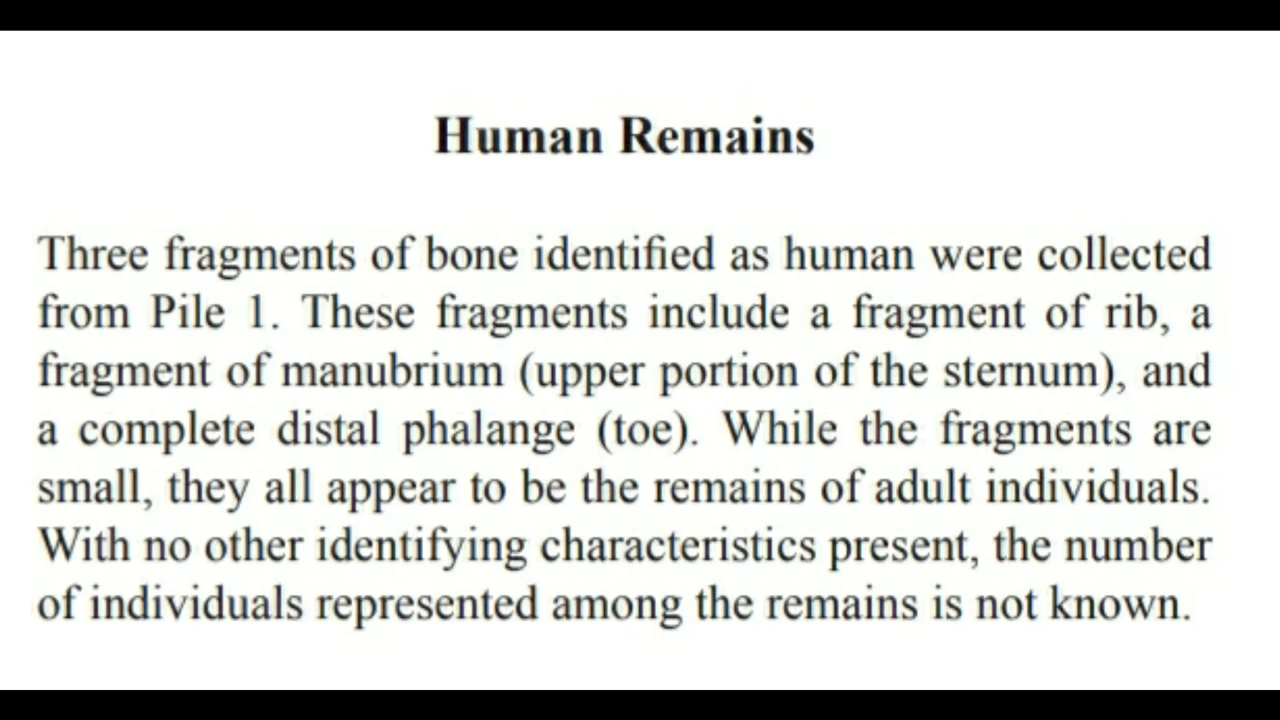 Human Remains
Three fragments of bone identified as human were collected
from Pile 1. These fragments include a fragment of rib, a
fragment of manubrium (upper portion of the sternum), and
a complete distal phalange (toe). While the fragments are
small, they all appear to be the remains of adult individuals.
With no other identifying characteristics present, the number
of individuals represented among the remains is not known.